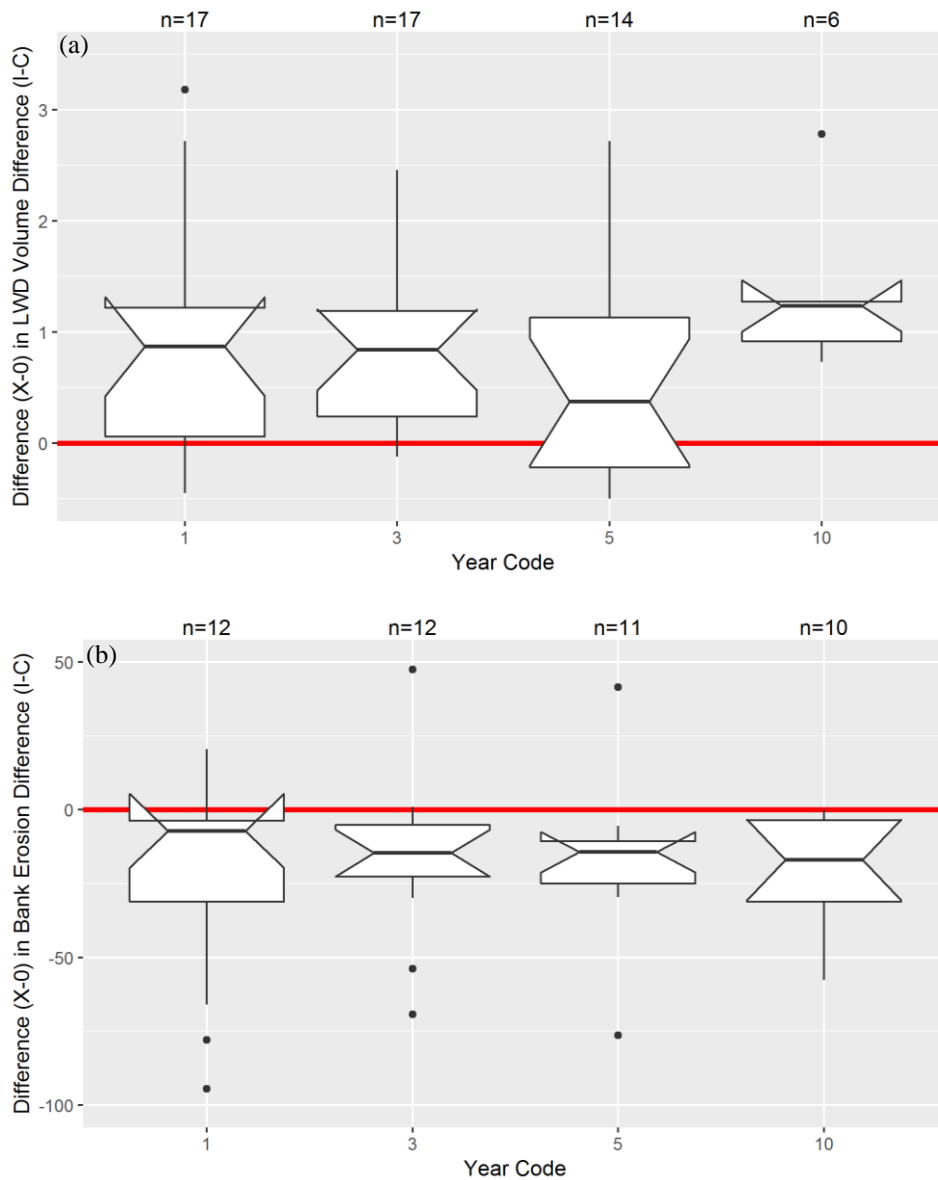 n=17 n=17 n=14 n=6
(a)
Difference (X-0) in LWD Volume Difference (I-C)
3
2
1
0
1 3 5 10
Year Code
n=12 n=12 n=11 n=10
(b)
Difference (X-0) in Bank Erosion Difference (I-C)
50
0
-50
-100
1 3 5 10
Year Code